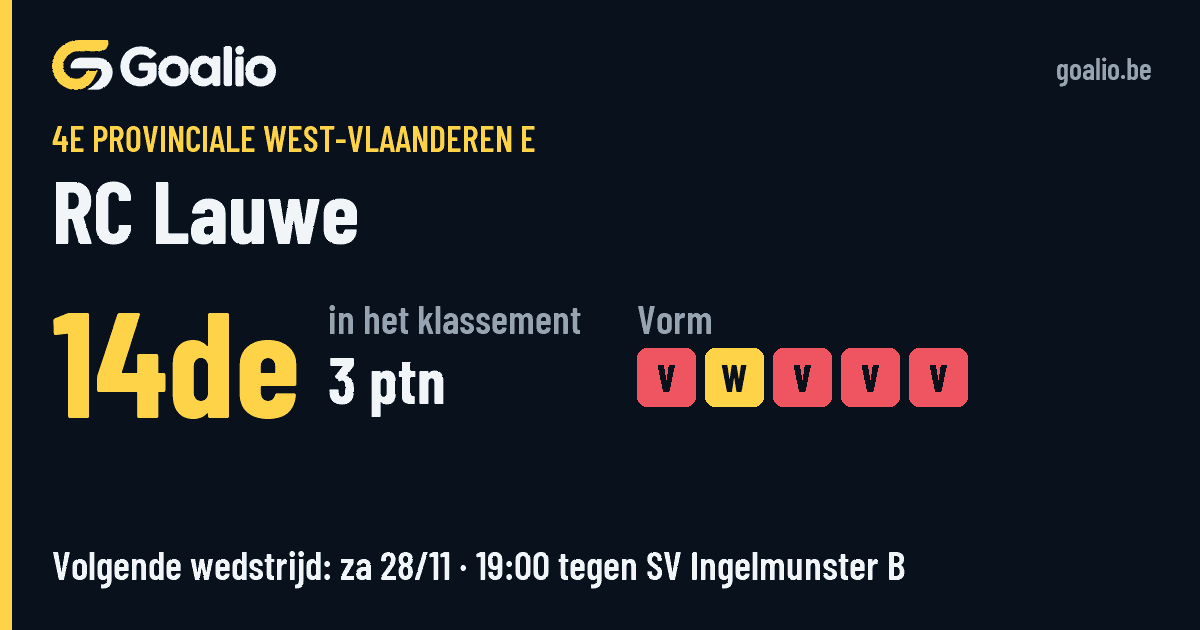 Goalio
goalio.be
4E PROVINCIALE WEST-VLAANDEREN E
RC Lauwe
14de
in het klassement
3 ptn
Vorm
V W V V V
Volgende wedstrijd: za 28/11 · 19:00 tegen SV Ingelmunster B